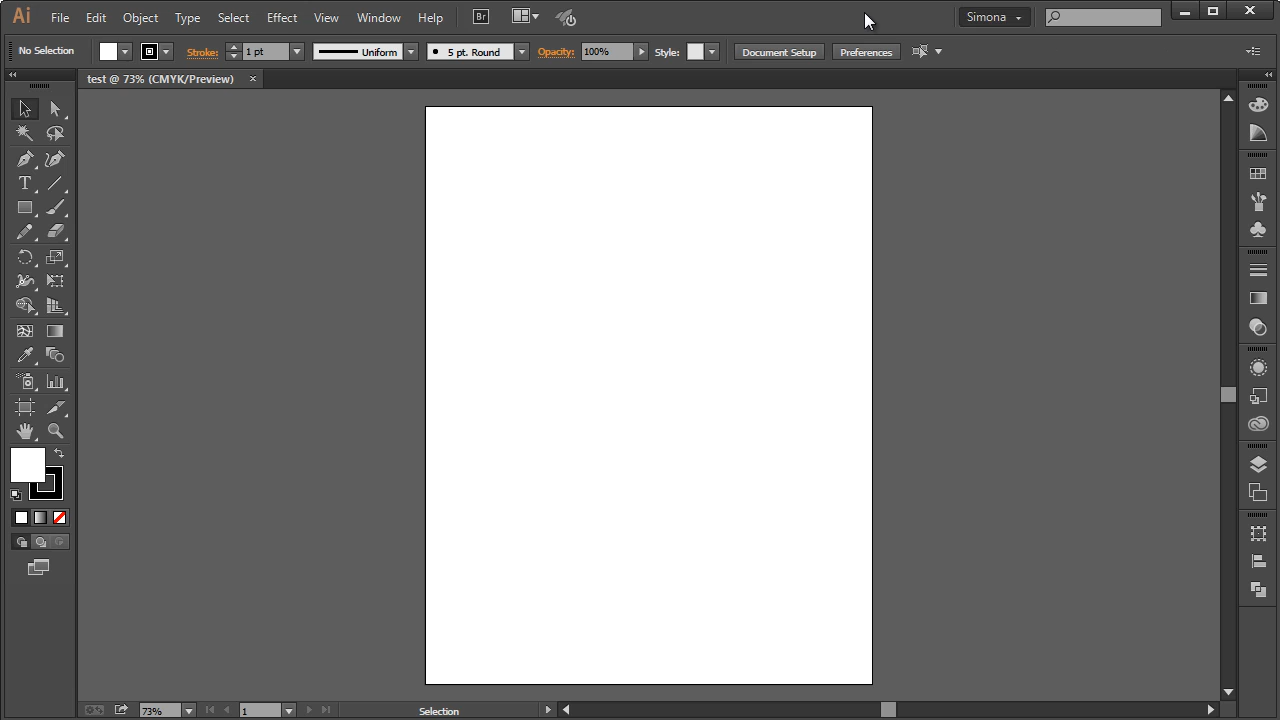 Ai File Edit Object Type Select Effect View Window Help Br Simona
No Selection Stroke: 1 pt Uniform 5 pt. Round Opacity: 100% Style: Document Setup Preferences
test @ 73% (CMYK/Preview)
T
73% 1 Selection